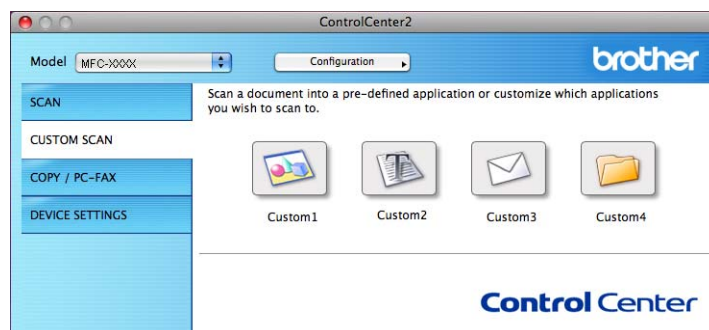 ControlCenter2
Model MFC-XXXX Configuration brother
SCAN
CUSTOM SCAN
COPY / PC-FAX
DEVICE SETTINGS
Scan a document into a pre-defined application or customize which applications
you wish to scan to.
T
Custom1 Custom2 Custom3 Custom4
Control Center